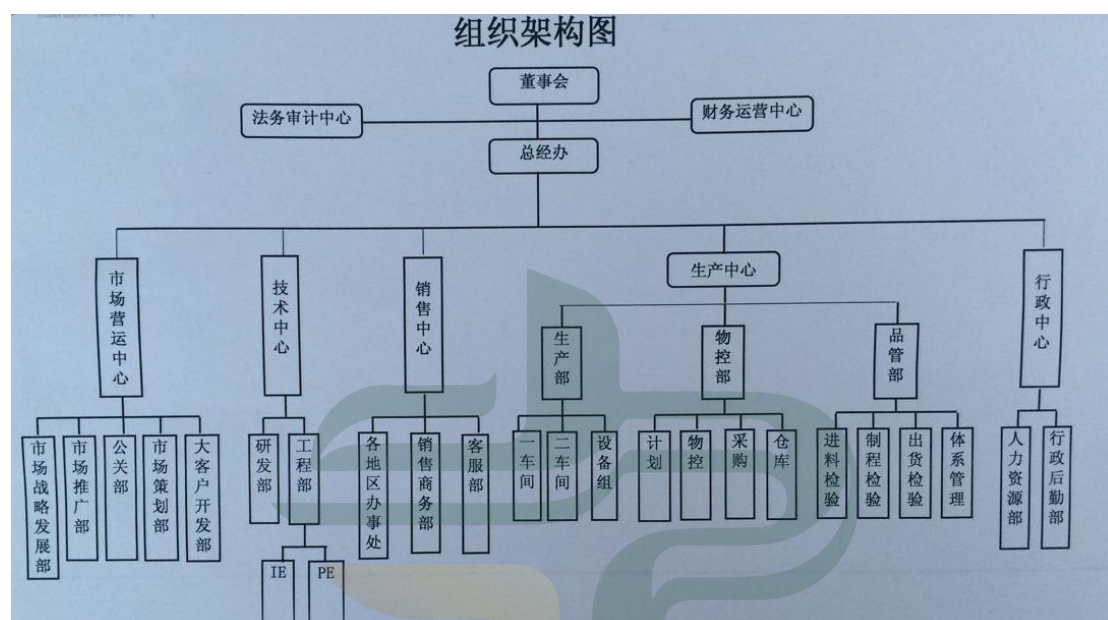 组织架构图
董事会
法务审计中心
财务运营中心
总经办
市场营运中心
技术中心
销售中心
生产中心
行政中心
生产部
物控部
品管部
市场战略发展部
市场推广部
公关部
市场策划部
大客户开发部
研发部
工程部
各地区办事处
销售商务部
客服部
一车间
二车间
设备组
计划
物控
采购
仓库
进料检验
制程检验
出货检验
体系管理
人力资源部
行政后勤部
IE
PE